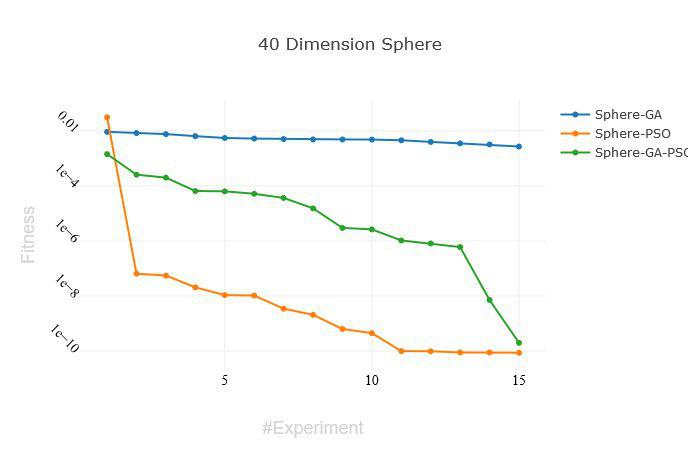 40 Dimension Sphere
Sphere-GA
Sphere-PSO
Sphere-GA-PSO
0.01
1e−4
1e−6
1e−8
1e−10
Fitness
5 10 15
#Experiment